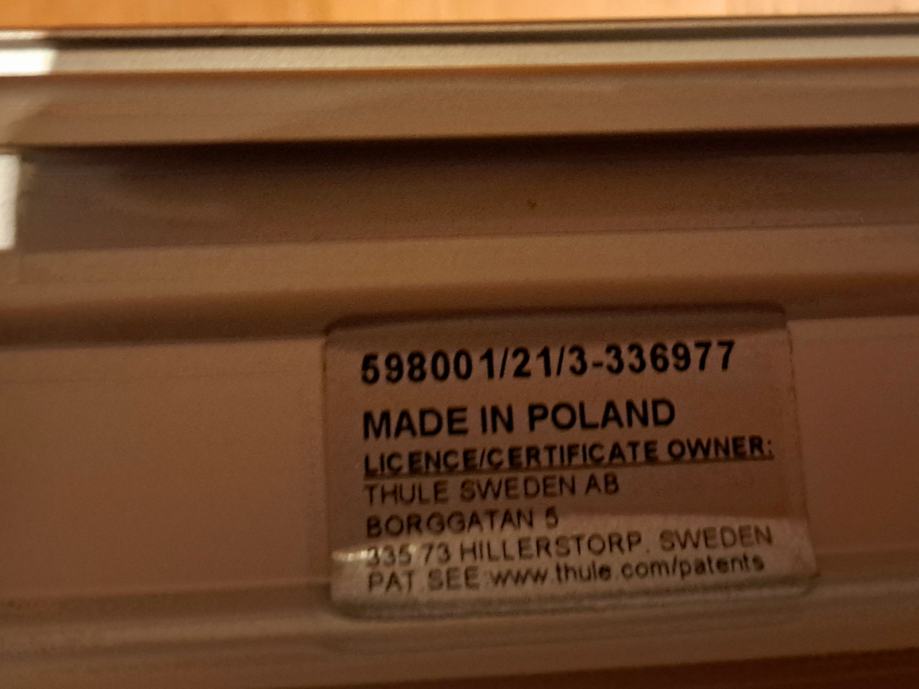 598001/21/3-336977
MADE IN POLAND
LICENCE/CERTIFICATE OWNER:
THULE SWEDEN AB
BORGGATAN 5
335 73 HILLERSTORP. SWEDEN
PAT.SEE:www.thule.com/patents